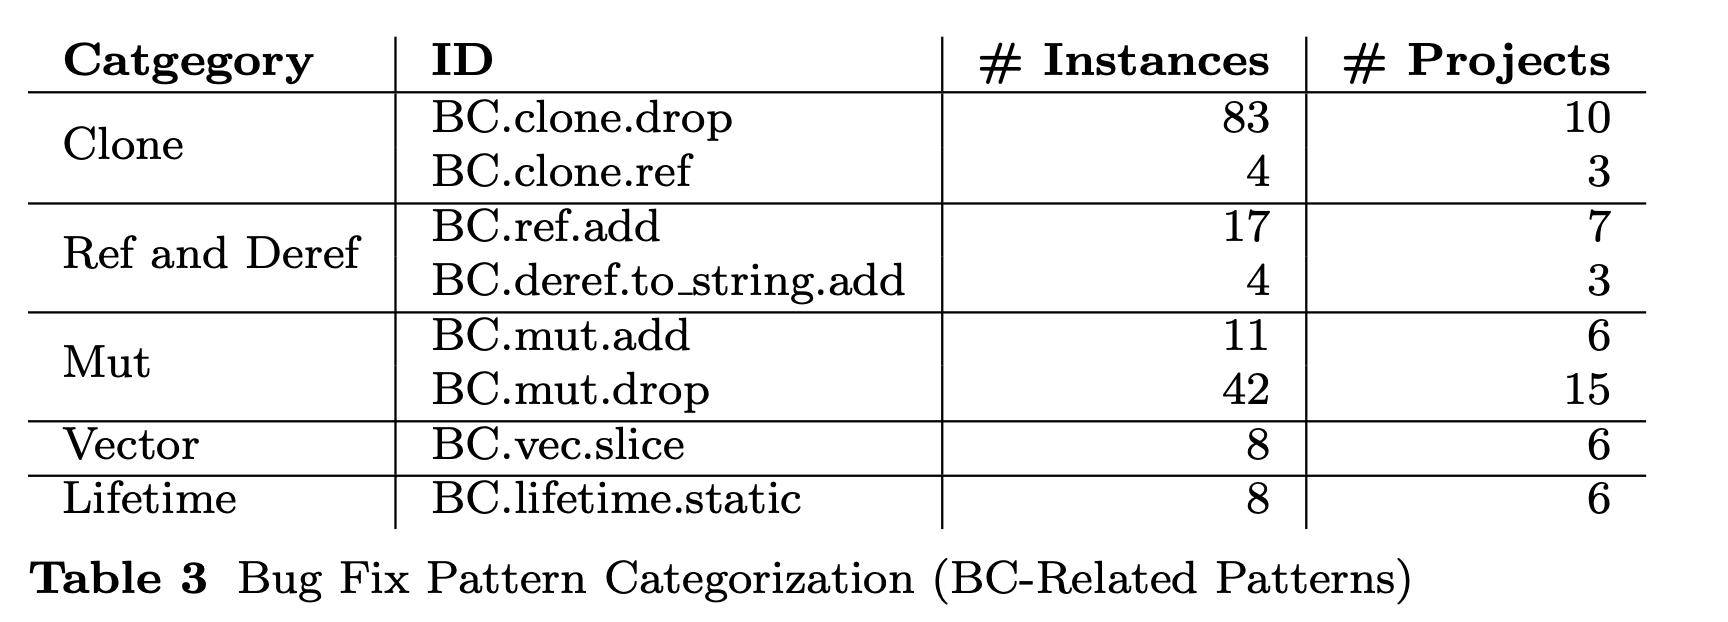 Catgegory ID # Instances # Projects
Clone BC.clone.drop 83 10
BC.clone.ref 4 3
Ref and Deref BC.ref.add 17 7
BC.deref.to_string.add 4 3
Mut BC.mut.add 11 6
BC.mut.drop 42 15
Vector BC.vec.slice 8 6
Lifetime BC.lifetime.static 8 6
Table 3 Bug Fix Pattern Categorization (BC-Related Patterns)